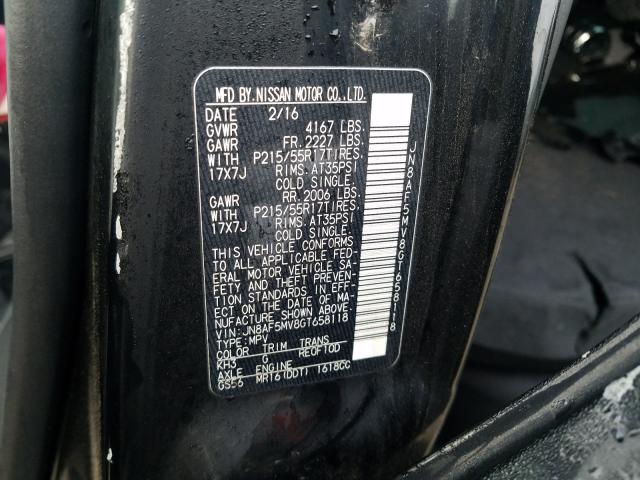 MFD BY.NISSAN MOTOR CO.,LTD.
DATE 2/16
GVWR 4167 LBS.
GAWR FR. 2227 LBS.
WITH P215/55R17TIRES.
17X7J RIMS.AT35PSI
COLD SINGLE.
GAWR RR. 2006 LBS.
WITH P215/55R17TIRES.
17X7J RIMS.AT35PSI
COLD SINGLE.
THIS VEHICLE CONFORMS
TO ALL APPLICABLE FED-
ERAL MOTOR VEHICLE SA-
FETY AND THEFT PREVEN-
TION STANDARDS IN EFF-
ECT ON THE DATE OF MA-
NUFACTURE SHOWN ABOVE.
VIN:JN8AF5MV8GT658118
TYPE:MPV
COLOR TRIM TRANS
KH3 G RE0F10D
AXLE ENGINE
GS56 MR16(DDT) 1618CC
JN8AF5MV8GT658118